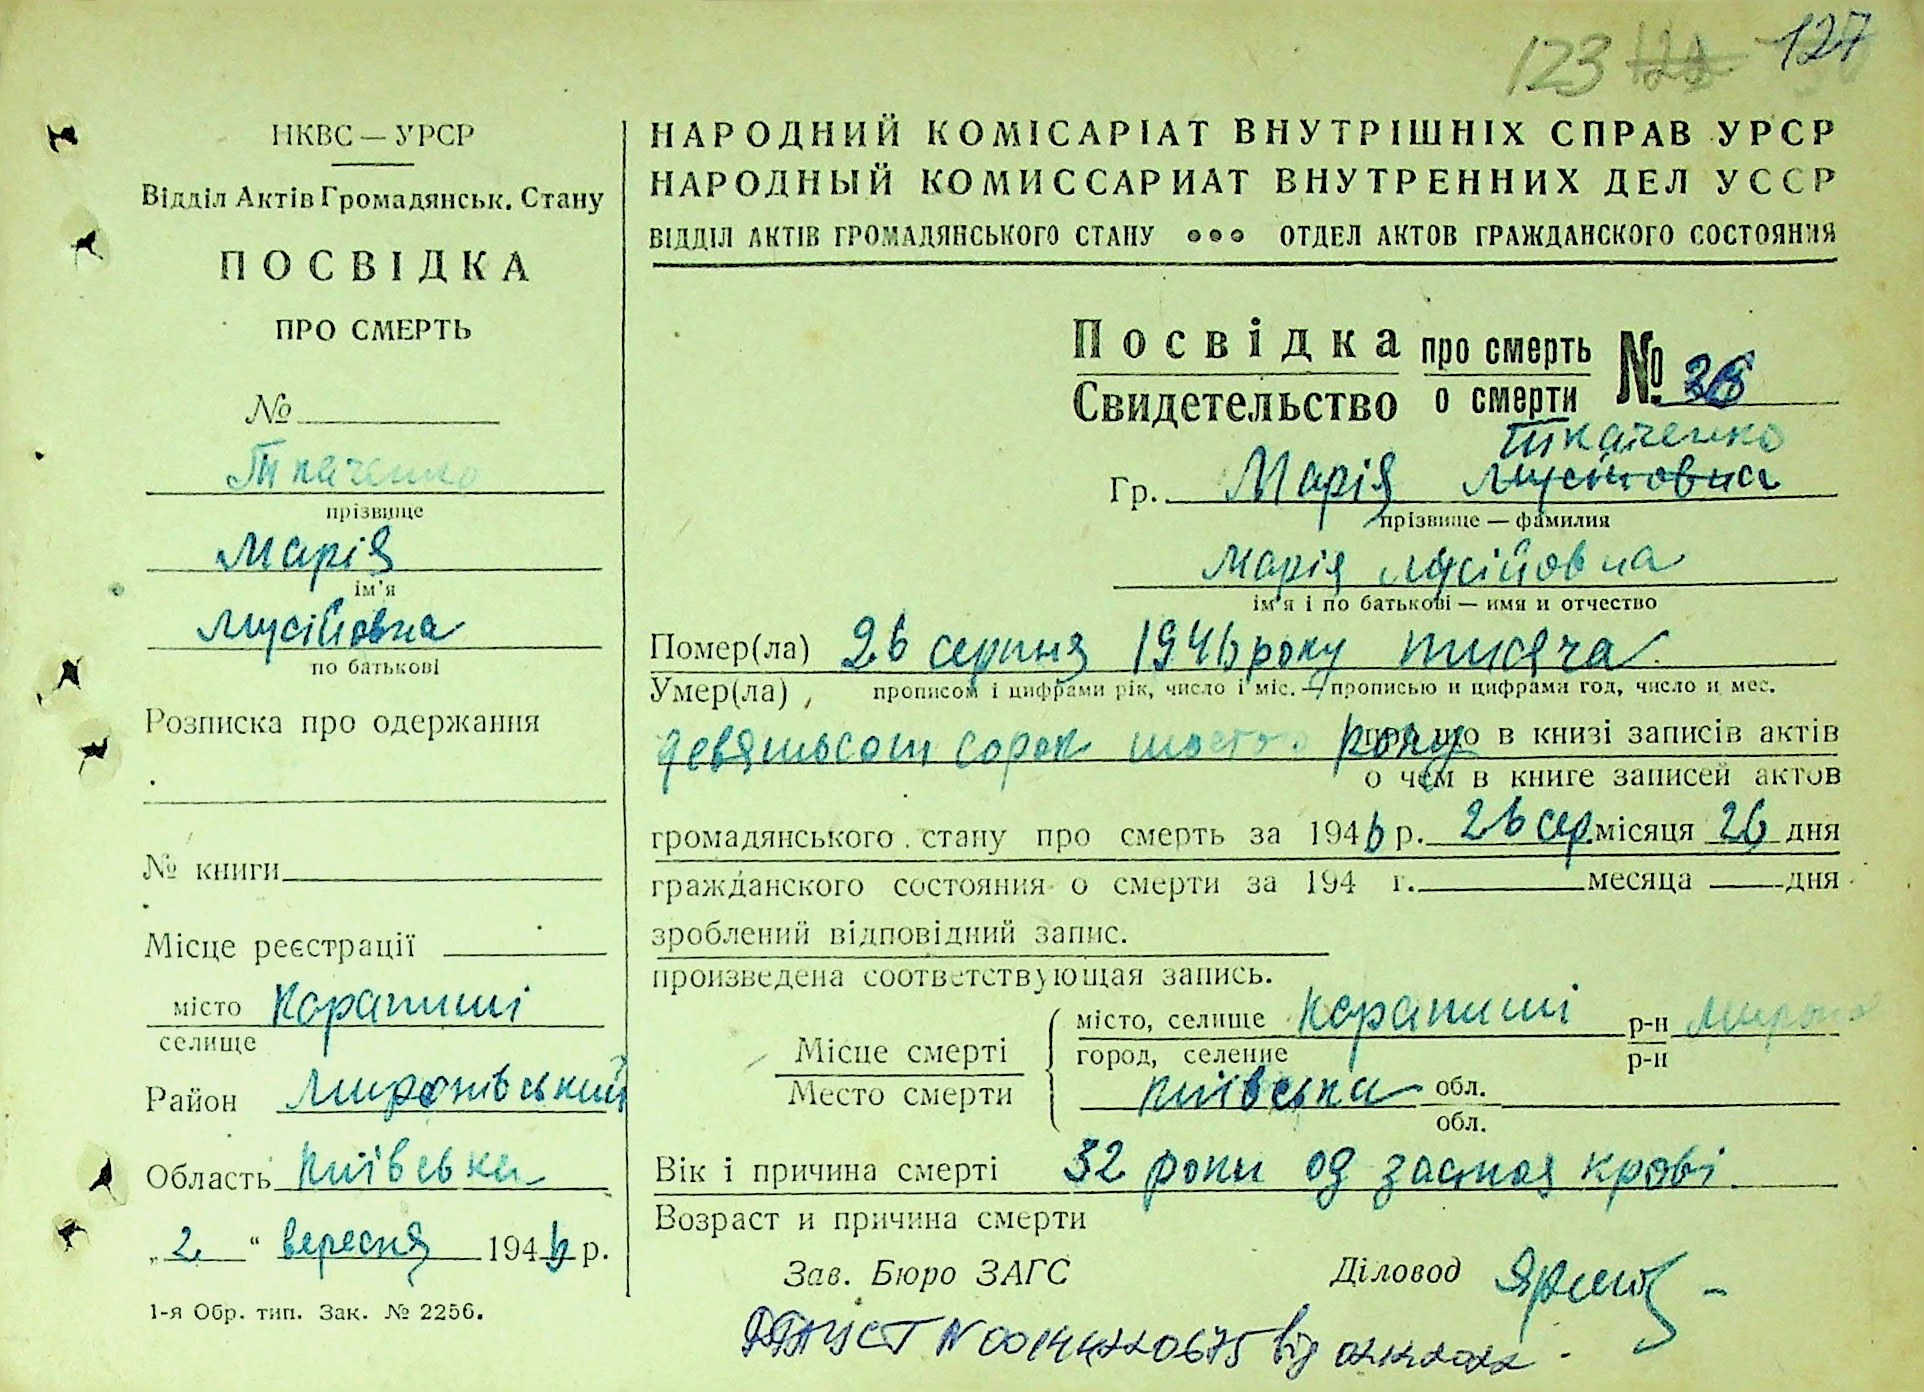 123 127
НКВС — УРСР
Відділ Актів Громадянськ. Стану
ПОСВІДКА
ПРО СМЕРТЬ
№
Ткаченко
прізвище
Марія
ім'я
Мусійовна
по батькові
Розписка про одержання
№ книги
Місце реєстрації
місто Карапиші
селище
Район Миронівський
Область Київська
„2“ вересня 1946 р.
1-я Обр. тип. Зак. № 2256.
НАРОДНИЙ КОМІСАРІАТ ВНУТРІШНІХ СПРАВ УРСР
НАРОДНЫЙ КОМИССАРИАТ ВНУТРЕННИХ ДЕЛ УССР
ВІДДІЛ АКТІВ ГРОМАДЯНСЬКОГО СТАНУ ••• ОТДЕЛ АКТОВ ГРАЖДАНСКОГО СОСТОЯНИЯ
Посвідка про смерть №
Свидетельство о смерти
Ткаченко
Гр. Марія
прізвище — фамилия
Марія Мусійовна
ім'я і по батькові — имя и отчество
Помер(ла) 26 серпня 1946 року тисяча
Умер(ла) прописом і цифрами рік, число і міс. — прописью и цифрами год, число и мес.
девятьсот сорок шостого року про що в книзі записів актів
о чем в книге записей актов
громадянського стану про смерть за 1946 р. 26 сер. місяця 26 дня
гражданского состояния о смерти за 194 г. месяца дня
зроблений відповідний запис.
произведена соответствующая запись.
Місце смерті місто, селище Карапиші р-н Мирон
Место смерти город, селение р-н
Київська обл.
обл.
Вік і причина смерті 32 роки од застоя крові.
Возраст и причина смерти
Зав. Бюро ЗАГС Діловод